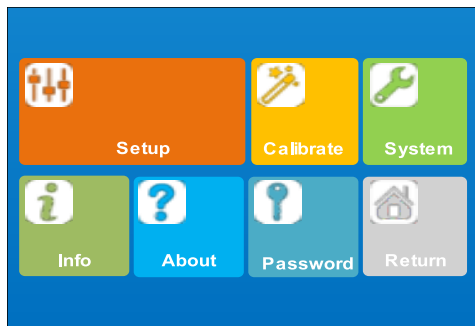 Setup
Calibrate
System
Info
About
Password
Return